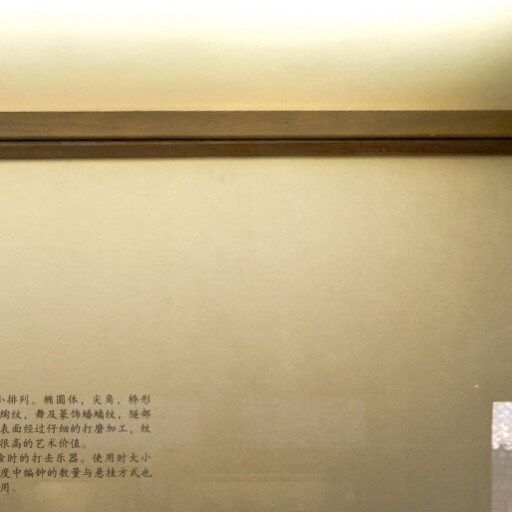 小排列。椭圆体，尖角，桥形
绹纹，舞及篆饰蟠螭纹，隧部
表面经过仔细的打磨加工，纹
很高的艺术价值。
食时的打击乐器。使用时大小
度中编钟的数量与悬挂方式也
用。